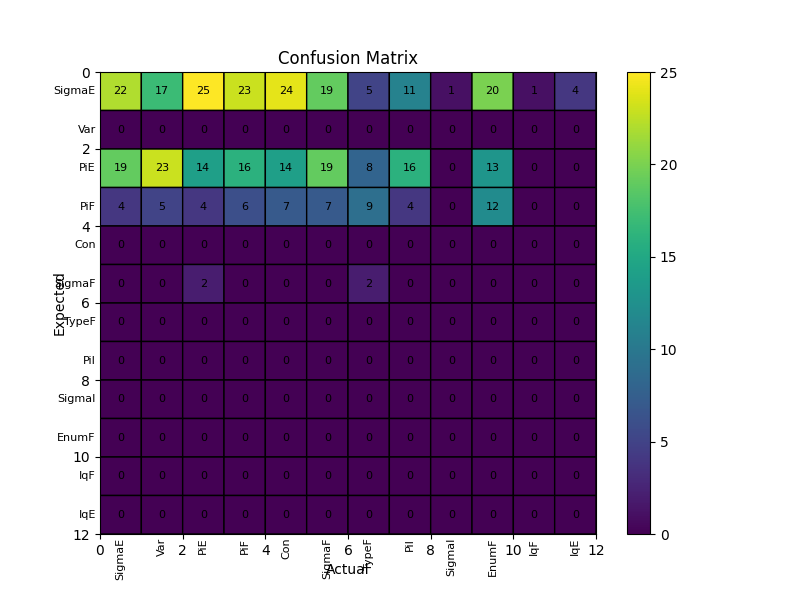 Confusion Matrix
0
SigmaE 22 17 25 23 24 19 5 11 1 20 1 4
Var 0 0 0 0 0 0 0 0 0 0 0 0
2
PiE 19 23 14 16 14 19 8 16 0 13 0 0
PiF 4 5 4 6 7 7 9 4 0 12 0 0
4
Con 0 0 0 0 0 0 0 0 0 0 0 0
SigmaF 0 0 2 0 0 0 2 0 0 0 0 0
Expected
6
TypeF 0 0 0 0 0 0 0 0 0 0 0 0
PiI 0 0 0 0 0 0 0 0 0 0 0 0
8
SigmaI 0 0 0 0 0 0 0 0 0 0 0 0
EnumF 0 0 0 0 0 0 0 0 0 0 0 0
10
IqF 0 0 0 0 0 0 0 0 0 0 0 0
IqE 0 0 0 0 0 0 0 0 0 0 0 0
12
0 2 4 6 8 10 12
SigmaE Var PiE PiF Con SigmaF TypeF PiI SigmaI EnumF IqF IqE
Actual
25
20
15
10
5
0